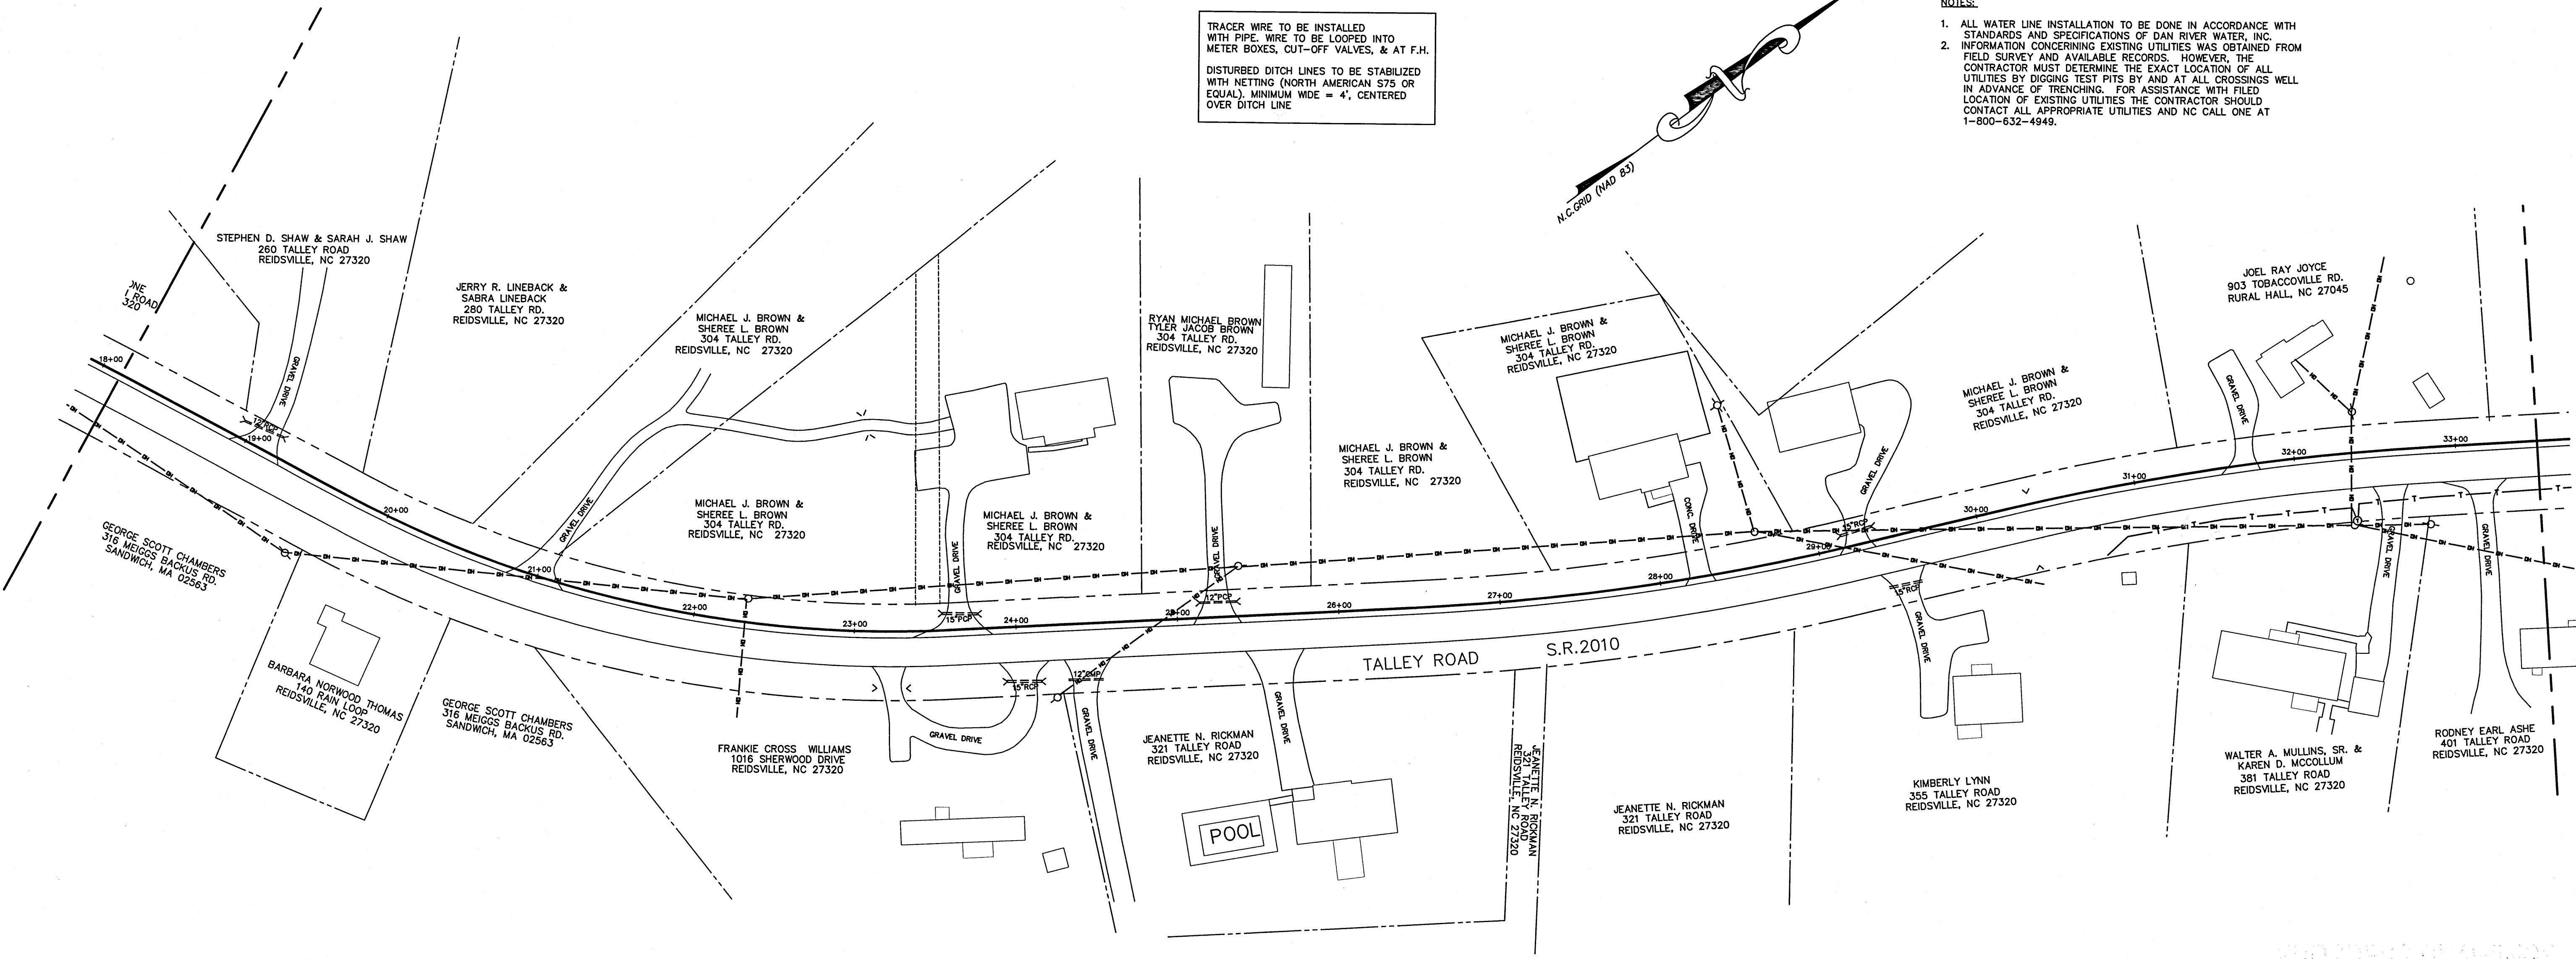 TRACER WIRE TO BE INSTALLED
WITH PIPE. WIRE TO BE LOOPED INTO
METER BOXES, CUT-OFF VALVES, & AT F.H.
DISTURBED DITCH LINES TO BE STABILIZED
WITH NETTING (NORTH AMERICAN S75 OR
EQUAL). MINIMUM WIDE = 4', CENTERED
OVER DITCH LINE
N.C.GRID (NAD 83)
NOTES:
1. ALL WATER LINE INSTALLATION TO BE DONE IN ACCORDANCE WITH
STANDARDS AND SPECIFICATIONS OF DAN RIVER WATER, INC.
2. INFORMATION CONCERINING EXISTING UTILITIES WAS OBTAINED FROM
FIELD SURVEY AND AVAILABLE RECORDS. HOWEVER, THE
CONTRACTOR MUST DETERMINE THE EXACT LOCATION OF ALL
UTILITIES BY DIGGING TEST PITS BY AND AT ALL CROSSINGS WELL
IN ADVANCE OF TRENCHING. FOR ASSISTANCE WITH FILED
LOCATION OF EXISTING UTILITIES THE CONTRACTOR SHOULD
CONTACT ALL APPROPRIATE UTILITIES AND NC CALL ONE AT
1-800-632-4949.
ROAD
320
STEPHEN D. SHAW & SARAH J. SHAW
260 TALLEY ROAD
REIDSVILLE, NC 27320
JERRY R. LINEBACK &
SABRA LINEBACK
280 TALLEY RD.
REIDSVILLE, NC 27320
MICHAEL J. BROWN &
SHEREE L. BROWN
304 TALLEY RD.
REIDSVILLE, NC 27320
RYAN MICHAEL BROWN
TYLER JACOB BROWN
304 TALLEY RD.
REIDSVILLE, NC 27320
MICHAEL J. BROWN &
SHEREE L. BROWN
304 TALLEY RD.
REIDSVILLE, NC 27320
MICHAEL J. BROWN &
SHEREE L. BROWN
304 TALLEY RD.
REIDSVILLE, NC 27320
JOEL RAY JOYCE
903 TOBACCOVILLE RD.
RURAL HALL, NC 27045
MICHAEL J. BROWN &
SHEREE L. BROWN
304 TALLEY RD.
REIDSVILLE, NC 27320
MICHAEL J. BROWN &
SHEREE L. BROWN
304 TALLEY RD.
REIDSVILLE, NC 27320
MICHAEL J. BROWN &
SHEREE L. BROWN
304 TALLEY RD.
REIDSVILLE, NC 27320
GRAVEL DRIVE
GRAVEL DRIVE
GRAVEL DRIVE
GRAVEL DRIVE
CONC. DRIVE
GRAVEL DRIVE
GRAVEL DRIVE
12"RCP
15"PCP
12"PCP
15"RCP
18+00
19+00
20+00
21+00
22+00
23+00
24+00
25+00
26+00
27+00
28+00
29+00
30+00
31+00
32+00
33+00
TALLEY ROAD
S.R.2010
15"RCP
12"CMP
15"RCP
GRAVEL DRIVE
GRAVEL DRIVE
GRAVEL DRIVE
GRAVEL DRIVE
GRAVEL DRIVE
GRAVEL DRIVE
GEORGE SCOTT CHAMBERS
316 MEIGGS BACKUS RD.
SANDWICH, MA 02563
BARBARA NORWOOD THOMAS
140 RAIN LOOP
REIDSVILLE, NC 27320
GEORGE SCOTT CHAMBERS
316 MEIGGS BACKUS RD.
SANDWICH, MA 02563
FRANKIE CROSS WILLIAMS
1016 SHERWOOD DRIVE
REIDSVILLE, NC 27320
JEANETTE N. RICKMAN
321 TALLEY ROAD
REIDSVILLE, NC 27320
POOL
JEANETTE N. RICKMAN
321 TALLEY ROAD
REIDSVILLE, NC 27320
JEANETTE N. RICKMAN
321 TALLEY ROAD
REIDSVILLE, NC 27320
KIMBERLY LYNN
355 TALLEY ROAD
REIDSVILLE, NC 27320
WALTER A. MULLINS, SR. &
KAREN D. MCCOLLUM
381 TALLEY ROAD
REIDSVILLE, NC 27320
RODNEY EARL ASHE
401 TALLEY ROAD
REIDSVILLE, NC 27320